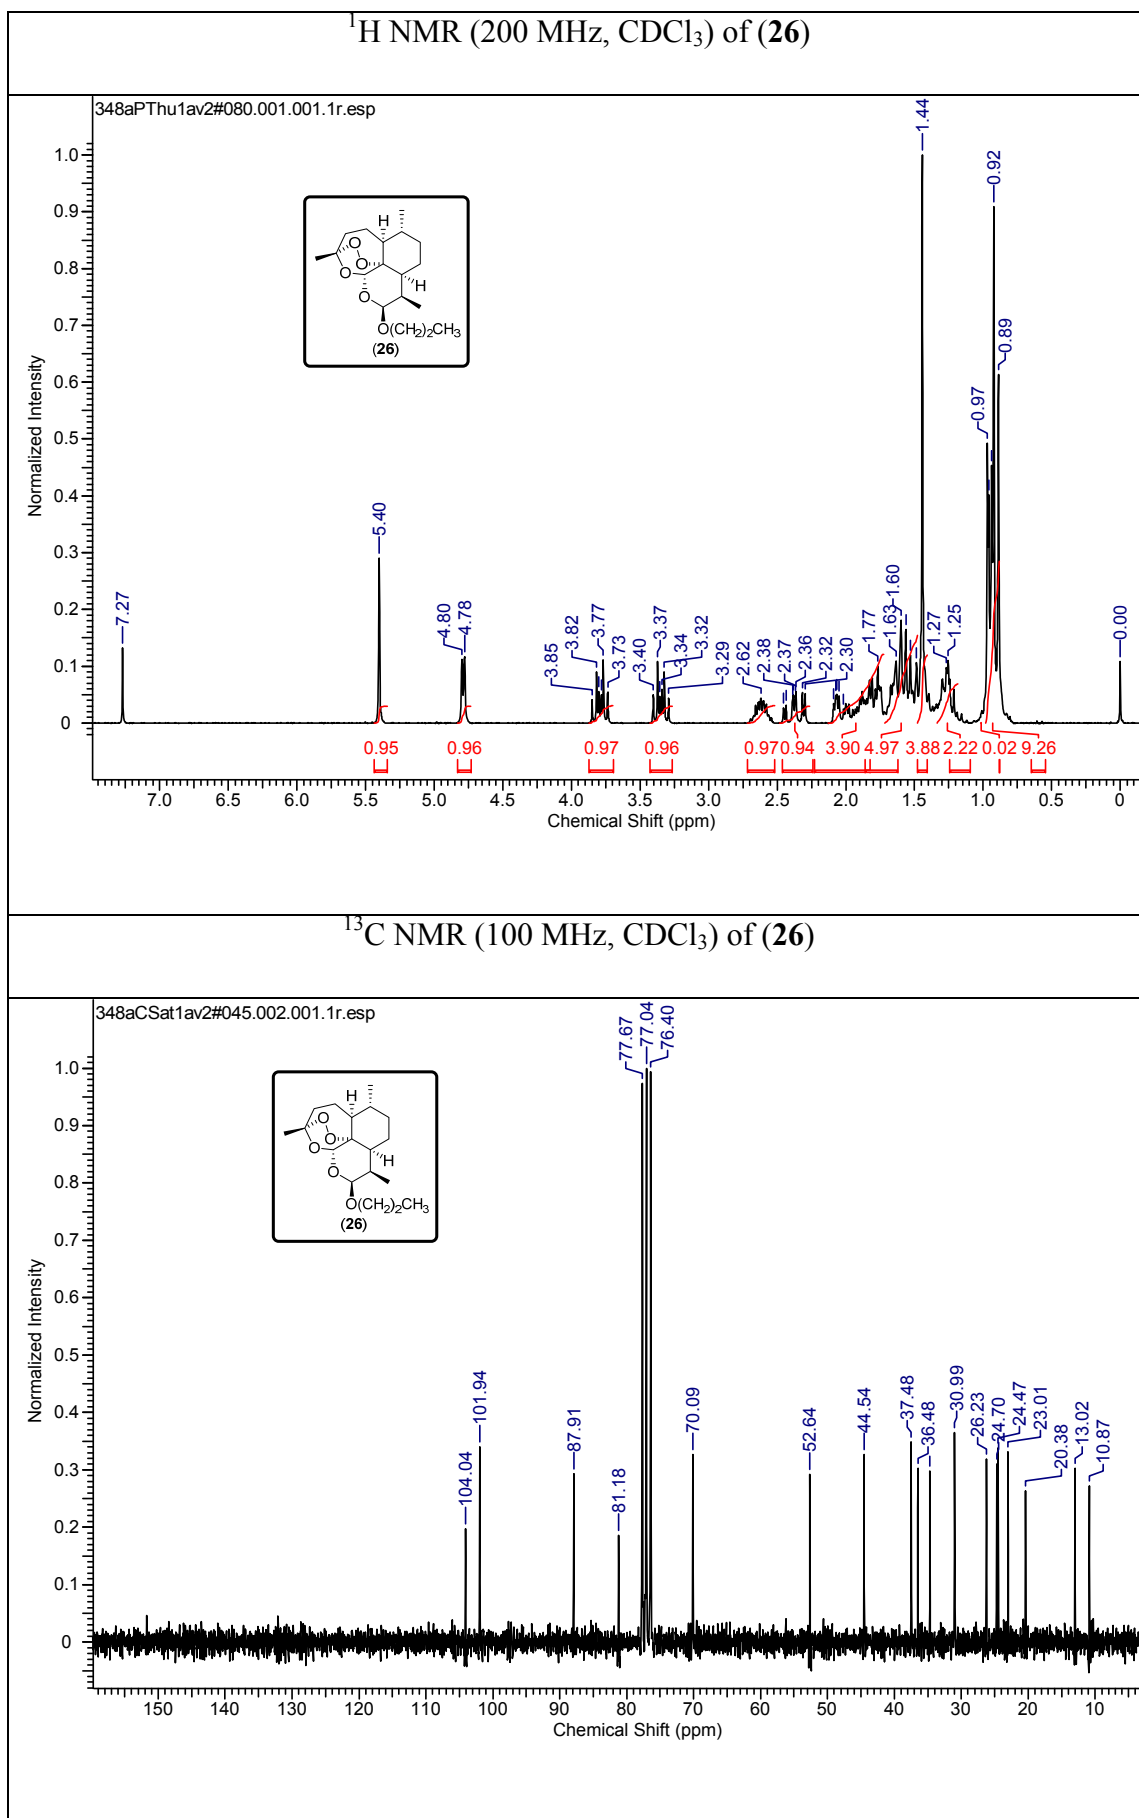 ¹H NMR (200 MHz, CDCl₃) of (26)
348aPThu1av2#080.001.001.1r.esp
Normalized Intensity
1.0
0.9
0.8
0.7
0.6
0.5
0.4
0.3
0.2
0.1
0
H
O
O
O
O
H
O(CH₂)₂CH₃
(26)
7.27
5.40
4.80
4.78
3.85
3.82
3.77
3.73
3.40
3.37
3.34
3.32
3.29
2.62
2.38
2.37
2.36
2.32
2.30
1.77
1.63
1.60
1.44
1.27
1.25
0.97
0.92
0.89
0.00
0.95 0.96 0.97 0.96 0.97 0.94 3.90 4.97 3.88 2.22 0.02 9.26
7.0 6.5 6.0 5.5 5.0 4.5 4.0 3.5 3.0 2.5 2.0 1.5 1.0 0.5 0
Chemical Shift (ppm)
¹³C NMR (100 MHz, CDCl₃) of (26)
348aCSat1av2#045.002.001.1r.esp
Normalized Intensity
1.0
0.9
0.8
0.7
0.6
0.5
0.4
0.3
0.2
0.1
0
H
O
O
O
O
H
O(CH₂)₂CH₃
(26)
104.04
101.94
87.91
81.18
77.67
77.04
76.40
70.09
52.64
44.54
37.48
36.48
30.99
26.23
24.70
24.47
23.01
20.38
13.02
10.87
150 140 130 120 110 100 90 80 70 60 50 40 30 20 10
Chemical Shift (ppm)